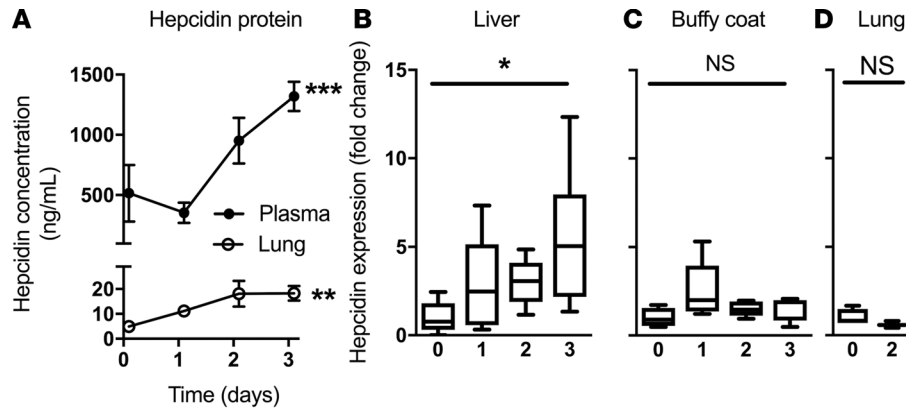 A Hepcidin protein
Hepcidin concentration
(ng/mL)
1500
1000
500
20
10
0
Plasma
Lung
***
**
0 1 2 3
Time (days)
B Liver
Hepcidin expression (fold change)
15
10
5
0
*
0 1 2 3
C Buffy coat
NS
0 1 2 3
D Lung
NS
0 2